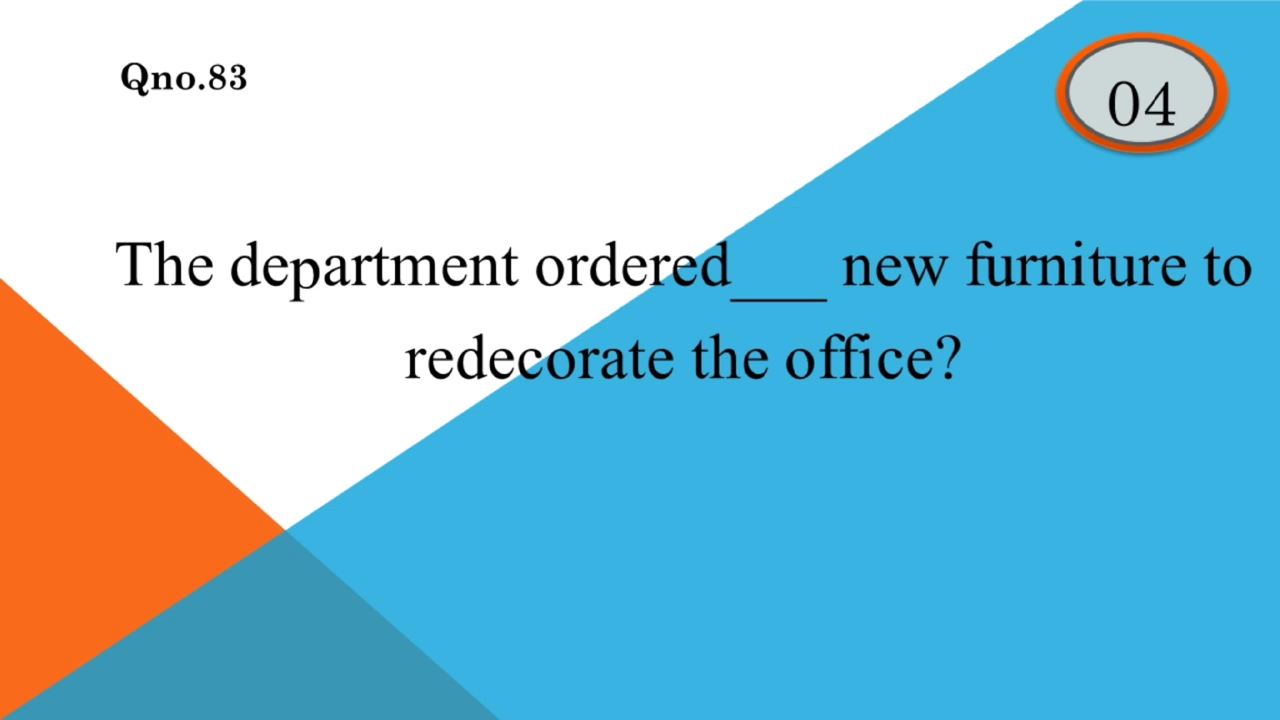 Qno.83
04
The department ordered___ new furniture to
redecorate the office?